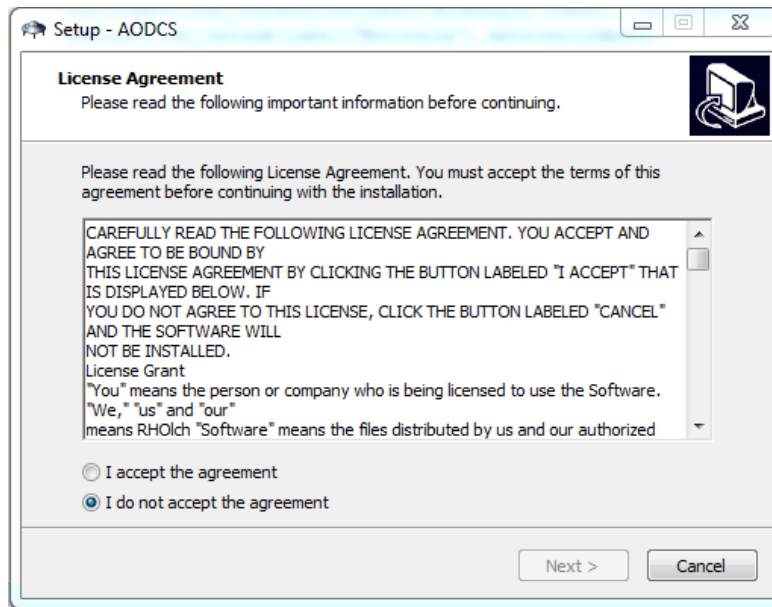 Setup - AODCS
License Agreement
Please read the following important information before continuing.
Please read the following License Agreement. You must accept the terms of this
agreement before continuing with the installation.
CAREFULLY READ THE FOLLOWING LICENSE AGREEMENT. YOU ACCEPT AND
AGREE TO BE BOUND BY
THIS LICENSE AGREEMENT BY CLICKING THE BUTTON LABELED "I ACCEPT" THAT
IS DISPLAYED BELOW. IF
YOU DO NOT AGREE TO THIS LICENSE, CLICK THE BUTTON LABELED "CANCEL"
AND THE SOFTWARE WILL
NOT BE INSTALLED.
License Grant
"You" means the person or company who is being licensed to use the Software.
"We," "us" and "our"
means RHOlch "Software" means the files distributed by us and our authorized
I accept the agreement
I do not accept the agreement
Next >
Cancel